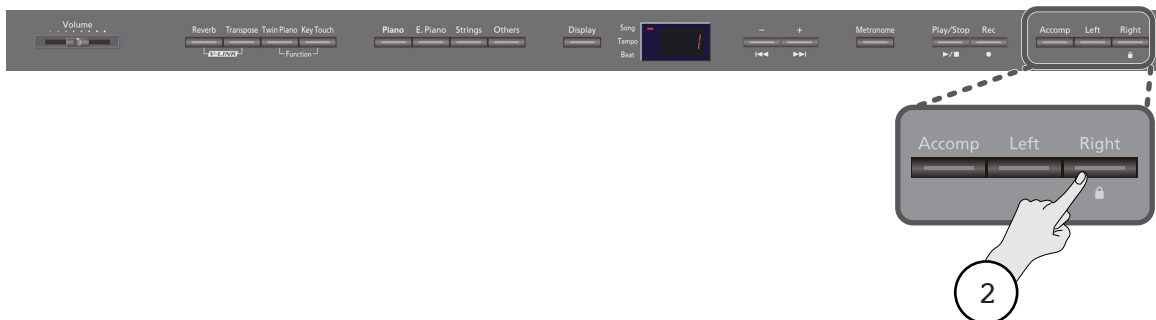 Volume
Reverb Transpose Twin Piano Key Touch
V-LINK
Function
Piano E. Piano Strings Others
Display
Song
Tempo
Beat
1
− +
Metronome
Play/Stop Rec
Accomp Left Right
Accomp Left Right
2